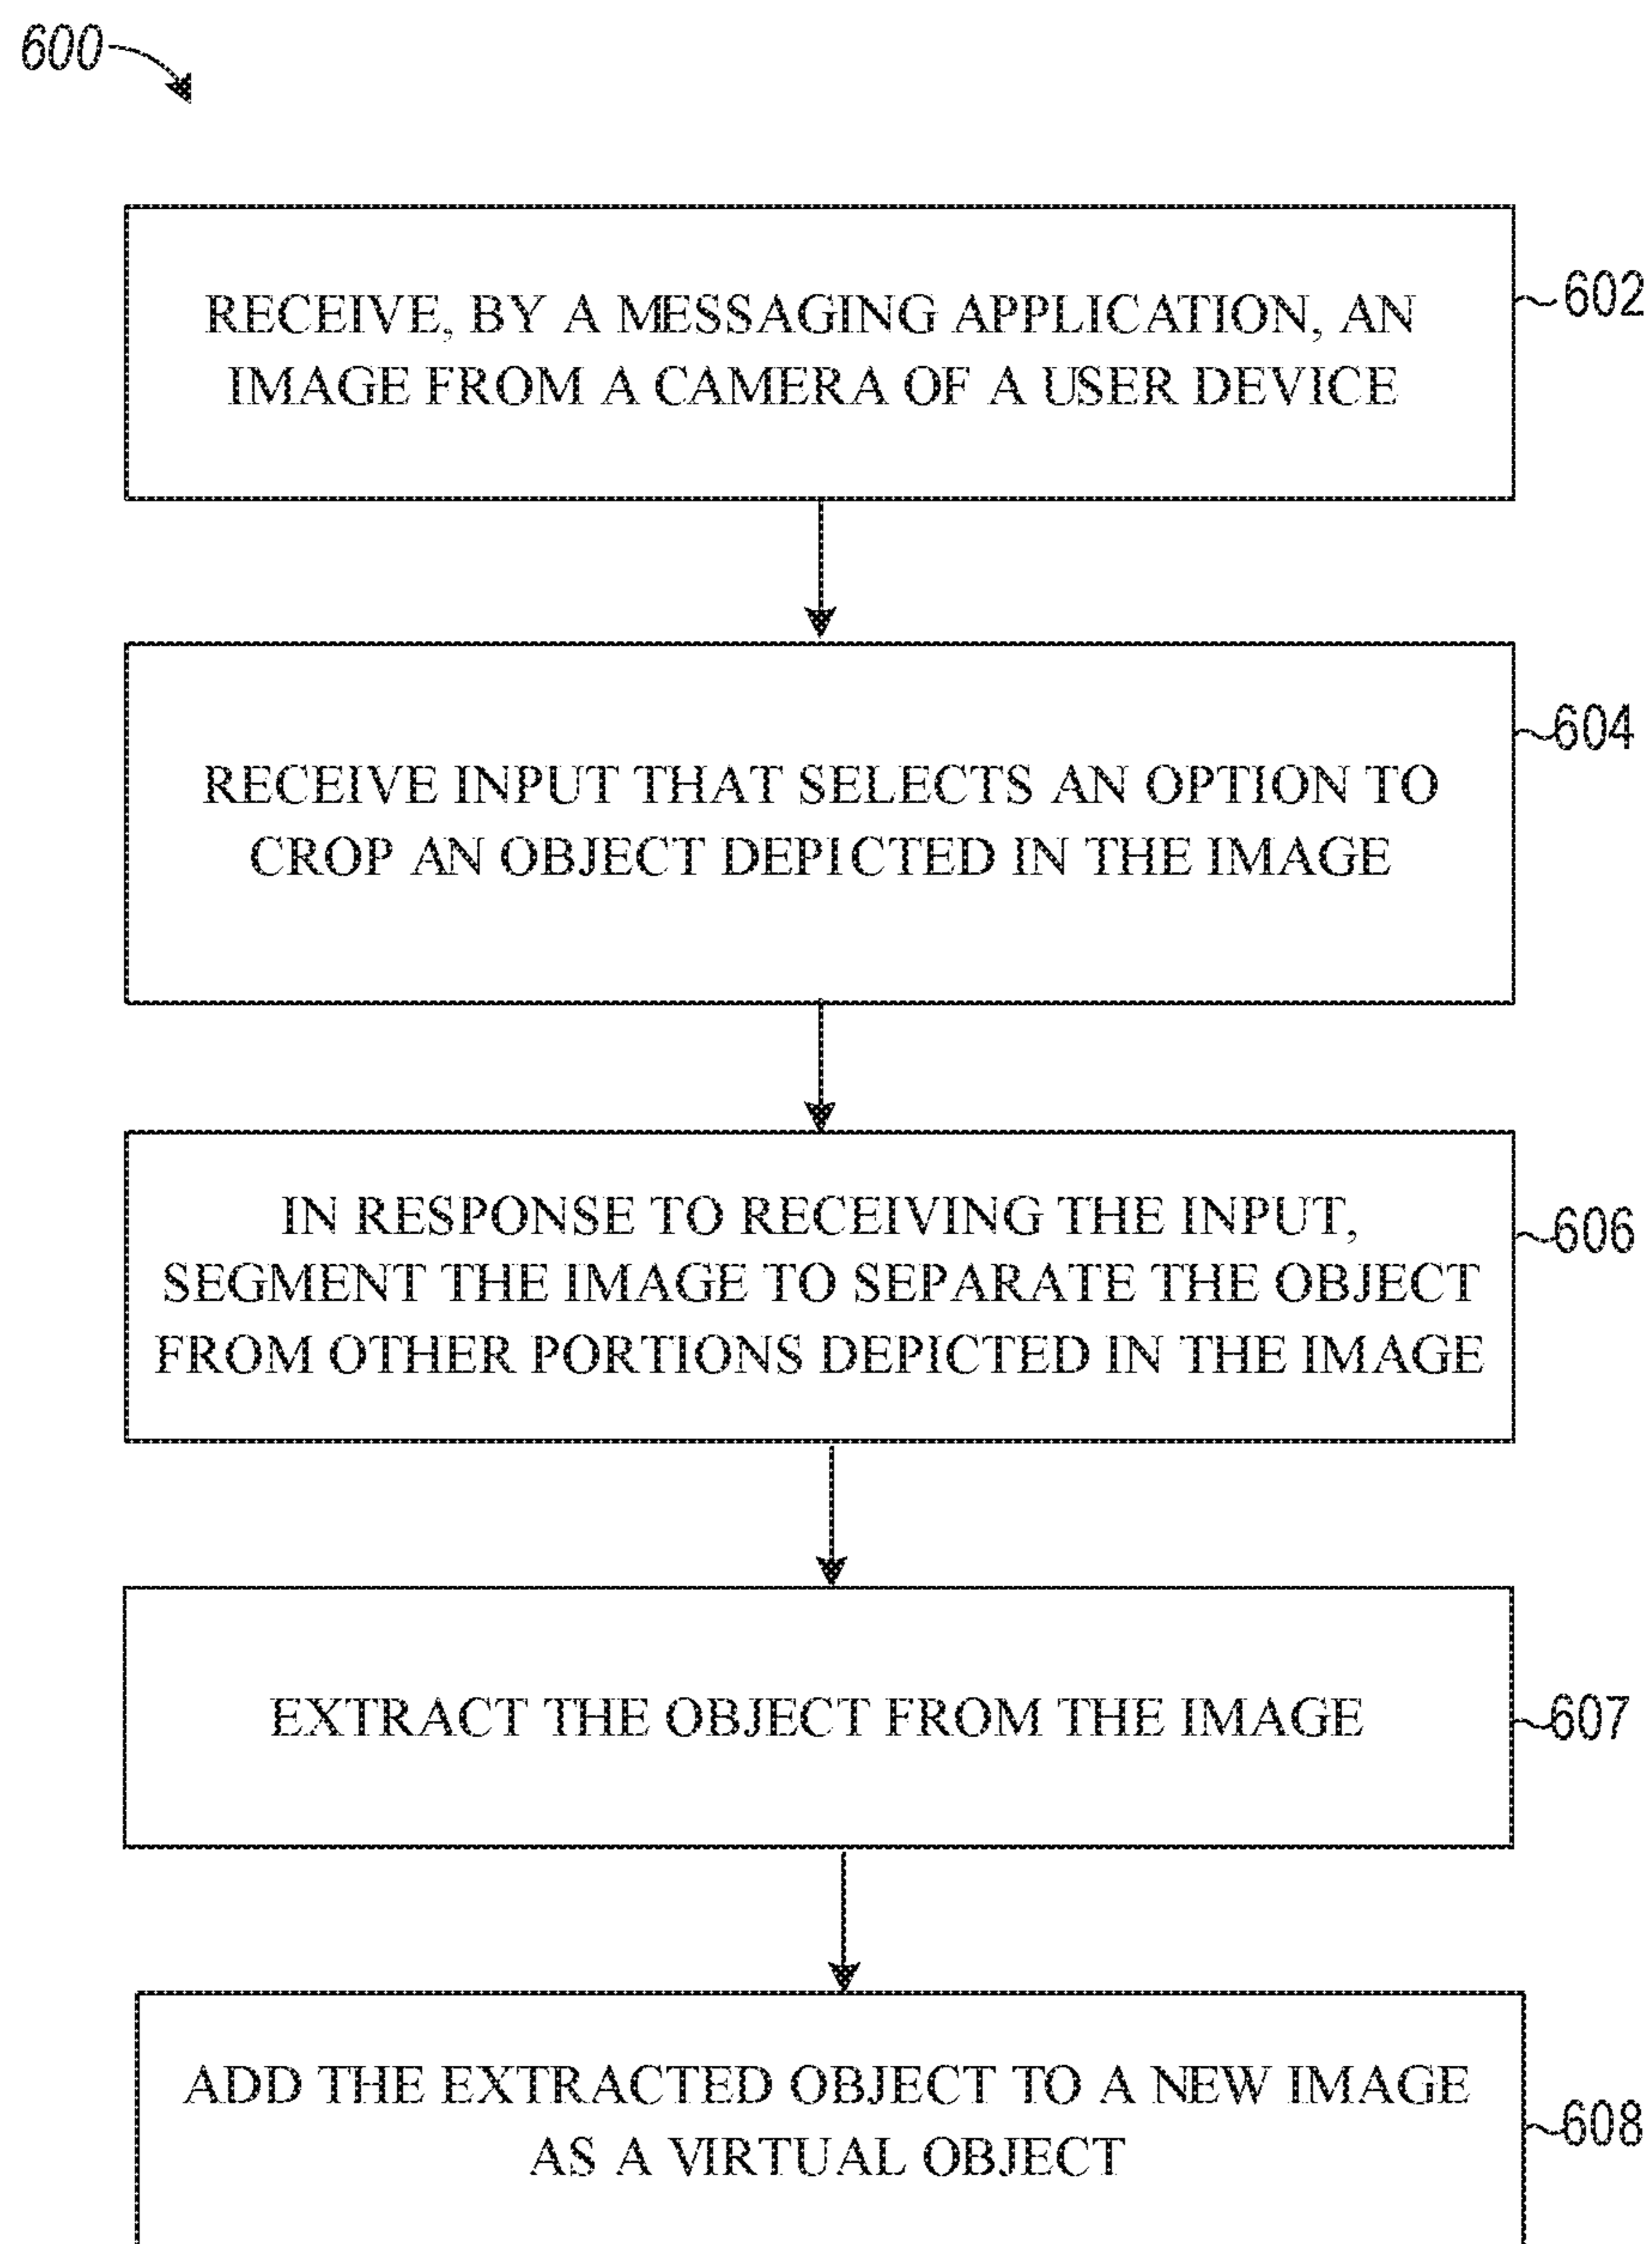 600
RECEIVE, BY A MESSAGING APPLICATION, AN
IMAGE FROM A CAMERA OF A USER DEVICE
602
RECEIVE INPUT THAT SELECTS AN OPTION TO
CROP AN OBJECT DEPICTED IN THE IMAGE
604
IN RESPONSE TO RECEIVING THE INPUT,
SEGMENT THE IMAGE TO SEPARATE THE OBJECT
FROM OTHER PORTIONS DEPICTED IN THE IMAGE
606
EXTRACT THE OBJECT FROM THE IMAGE
607
ADD THE EXTRACTED OBJECT TO A NEW IMAGE
AS A VIRTUAL OBJECT
608